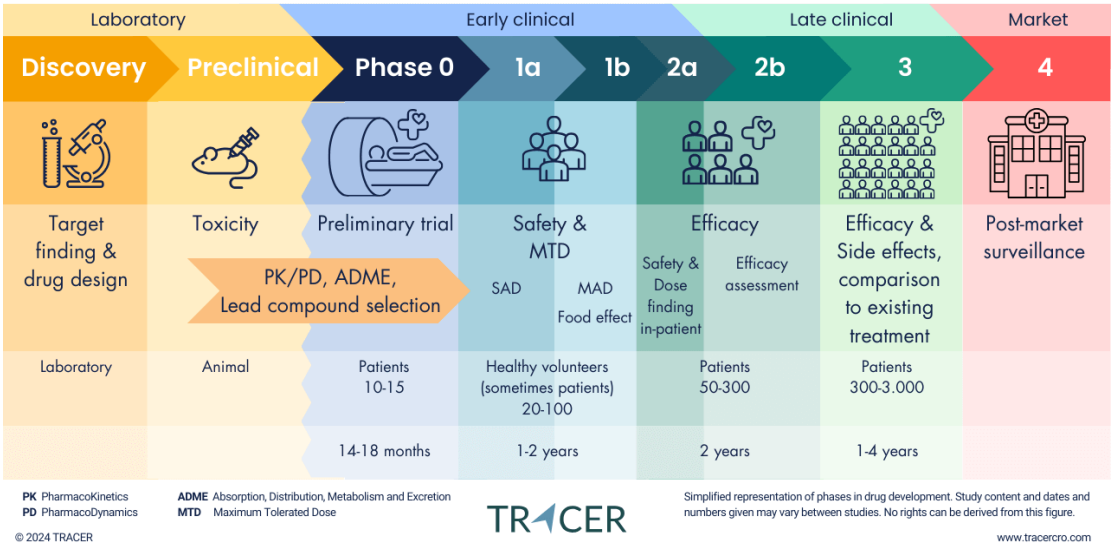 Laboratory
Early clinical
Late clinical
Market
Discovery
Preclinical
Phase 0
1a
1b
2a
2b
3
4
Target
finding &
drug design
Toxicity
Preliminary trial
PK/PD, ADME,
Lead compound selection
Safety &
MTD
SAD
MAD
Food effect
Efficacy
Safety &
Dose
finding
in-patient
Efficacy
assessment
Efficacy &
Side effects,
comparison
to existing
treatment
Post-market
surveillance
Laboratory
Animal
Patients
10-15
Healthy volunteers
(sometimes patients)
20-100
Patients
50-300
Patients
300-3.000
14-18 months
1-2 years
2 years
1-4 years
PK PharmacoKinetics
PD PharmacoDynamics
ADME Absorption, Distribution, Metabolism and Excretion
MTD Maximum Tolerated Dose
TRACER
Simplified representation of phases in drug development. Study content and dates and
numbers given may vary between studies. No rights can be derived from this figure.
© 2024 TRACER
www.tracercro.com